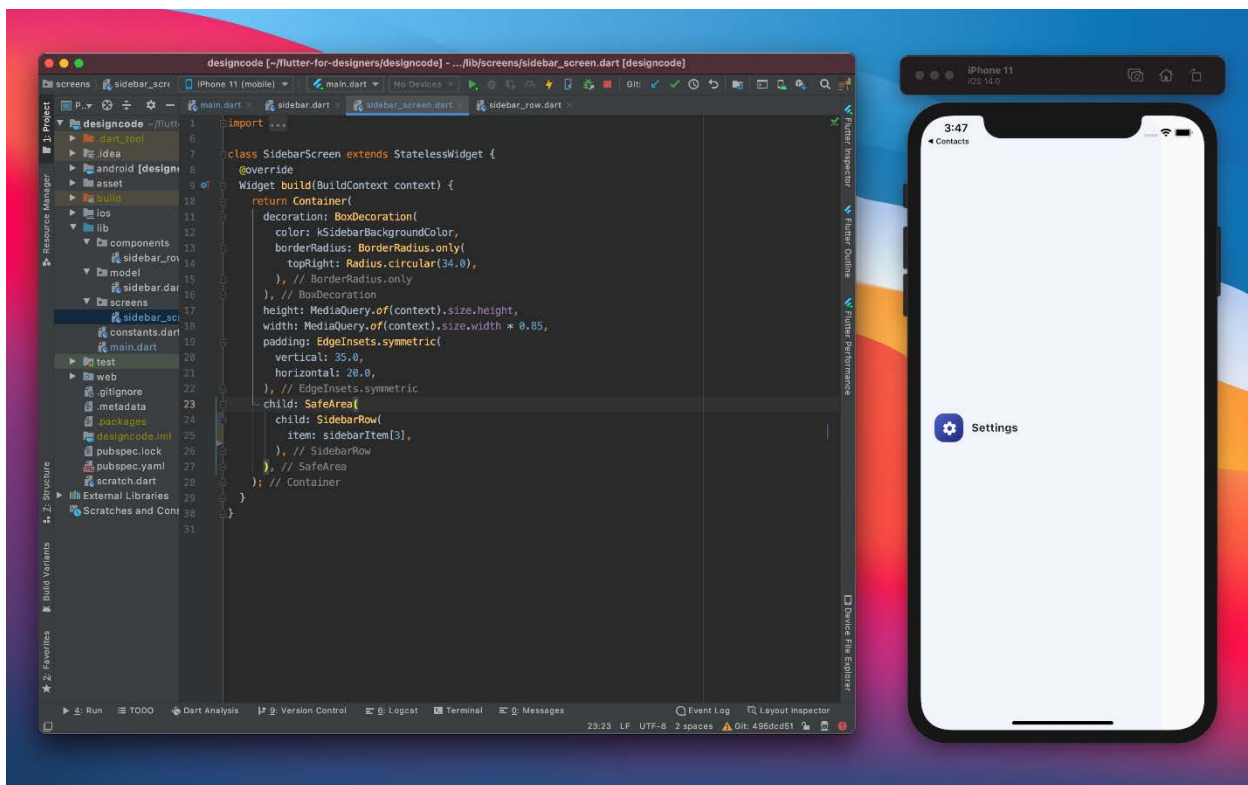 designcode [~/flutter-for-designers/designcode] - .../lib/screens/sidebar_screen.dart [designcode]
screens sidebar_scre iPhone 11 (mobile) main.dart No Devices Git:
P... main.dart sidebar.dart sidebar_screen.dart sidebar_row.dart
1: Project
Resource Manager
Z: Structure
Build Variants
2: Favorites
designcode ~/flutte
.dart_tool
.idea
android [design
asset
build
ios
lib
components
sidebar_rov
model
sidebar.dar
screens
sidebar_sc
constants.dart
main.dart
test
web
.gitignore
.metadata
.packages
designcode.iml
pubspec.lock
pubspec.yaml
scratch.dart
External Libraries
Scratches and Cons
1 import ...
6
7 class SidebarScreen extends StatelessWidget {
8 @override
9 Widget build(BuildContext context) {
10 return Container(
11 decoration: BoxDecoration(
12 color: kSidebarBackgroundColor,
13 borderRadius: BorderRadius.only(
14 topRight: Radius.circular(34.0),
15 ), // BorderRadius.only
16 ), // BoxDecoration
17 height: MediaQuery.of(context).size.height,
18 width: MediaQuery.of(context).size.width * 0.85,
19 padding: EdgeInsets.symmetric(
20 vertical: 35.0,
21 horizontal: 20.0,
22 ), // EdgeInsets.symmetric
23 child: SafeArea(
24 child: SidebarRow(
25 item: sidebarItem[3],
26 ), // SidebarRow
27 ), // SafeArea
28 ); // Container
29 }
30 }
31
Flutter Inspector
Flutter Outline
Flutter Performance
Device File Explorer
4: Run TODO Dart Analysis 9: Version Control 6: Logcat Terminal 0: Messages Event Log Layout Inspector
23:23 LF UTF-8 2 spaces Git: 495dcd51
iPhone 11
iOS 14.0
3:47
Contacts
Settings